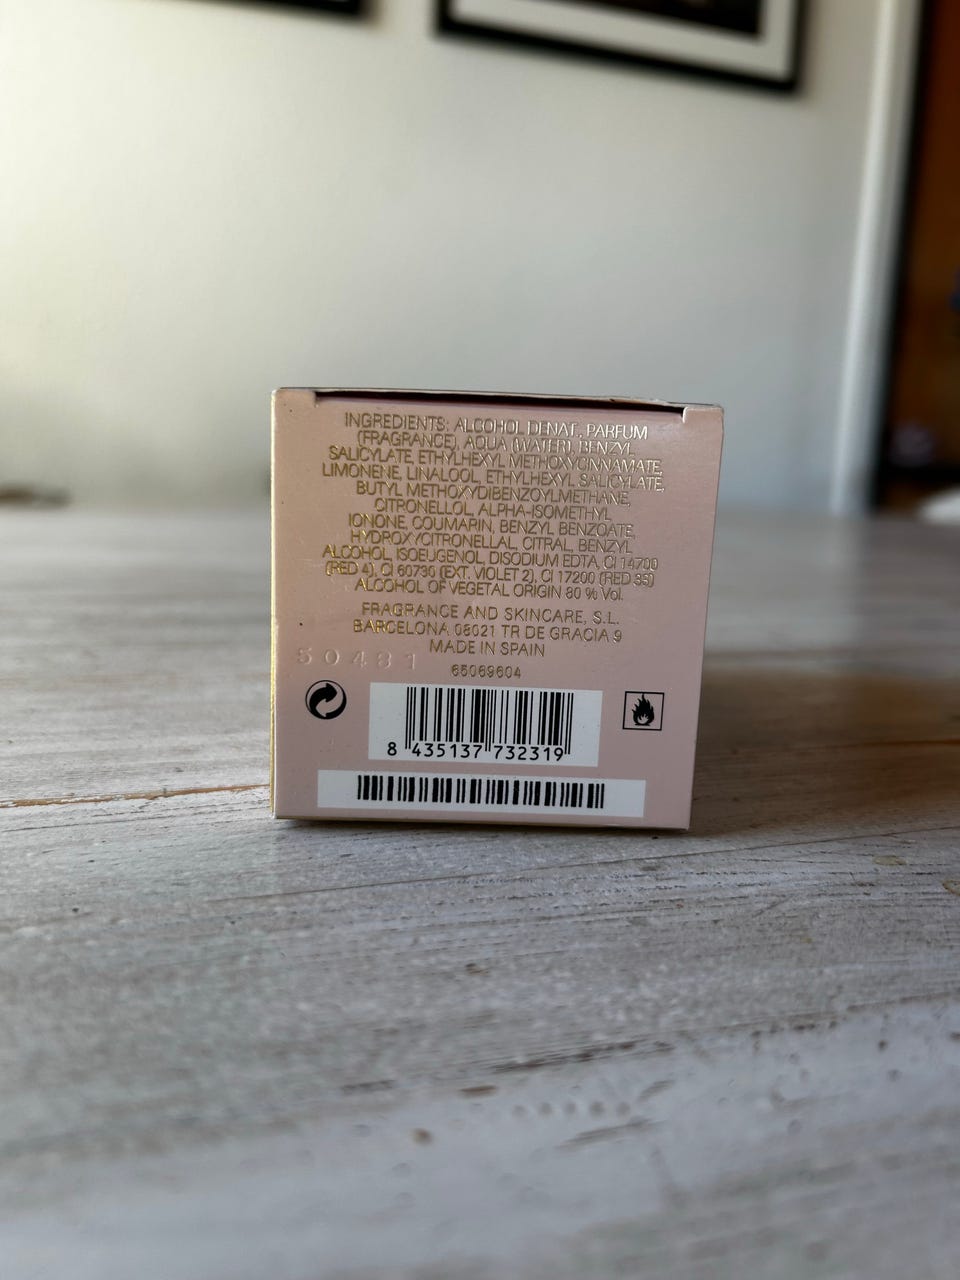 INGREDIENTS: ALCOHOL DENAT., PARFUM
(FRAGRANCE), AQUA (WATER), BENZYL
SALICYLATE, ETHYLHEXYL METHOXYCINNAMATE,
LIMONENE, LINALOOL, ETHYLHEXYL SALICYLATE,
BUTYL METHOXYDIBENZOYLMETHANE,
CITRONELLOL, ALPHA-ISOMETHYL
IONONE, COUMARIN, BENZYL BENZOATE,
HYDROXYCITRONELLAL, CITRAL, BENZYL
ALCOHOL, ISOEUGENOL, DISODIUM EDTA, CI 14700
(RED 4), CI 60730 (EXT. VIOLET 2), CI 17200 (RED 33)
ALCOHOL OF VEGETAL ORIGIN 80 % Vol.
FRAGRANCE AND SKINCARE, S.L.
BARCELONA 08021 TR DE GRACIA 9
MADE IN SPAIN
50481
65069604
8 435137 732319